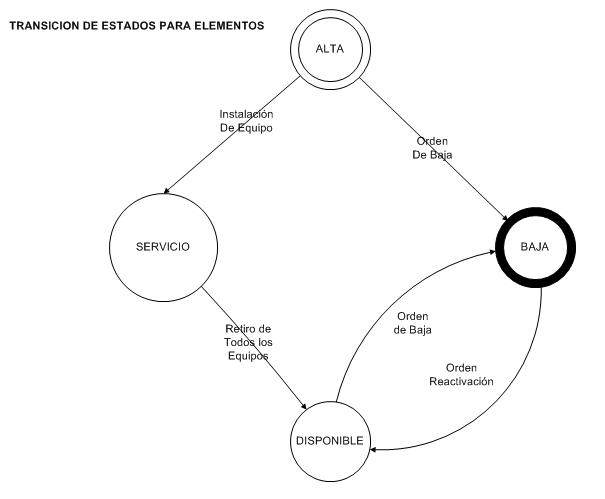 TRANSICION DE ESTADOS PARA ELEMENTOS
ALTA
Instalación
De Equipo
Orden
De Baja
SERVICIO
BAJA
Orden
de Baja
Retiro de
Todos los
Equipos
Orden
Reactivación
DISPONIBLE